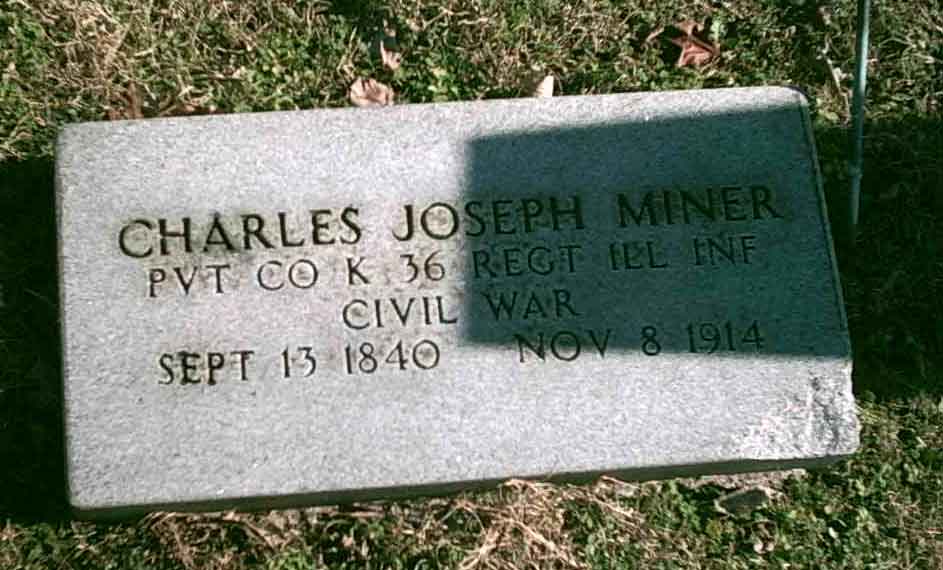 CHARLES JOSEPH MINER
PVT CO K 36 REGT ILL INF
CIVIL WAR
SEPT 13 1840 NOV 8 1914